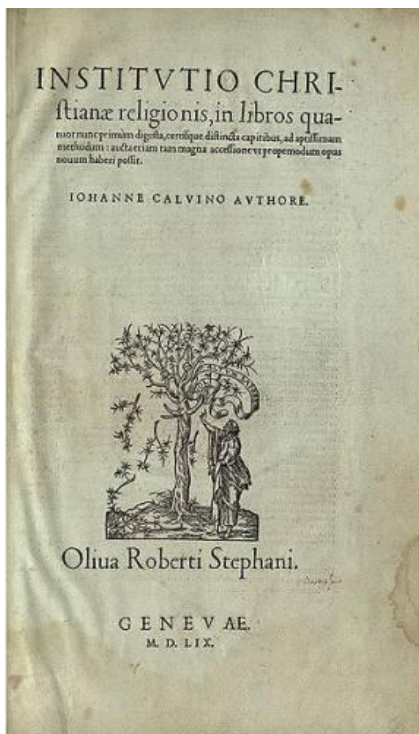 INSTITVTIO CHRI-
stianæ religionis, in libros qua-
tuor nunc primùm digesta, certisque distincta capitibus, ad aptissimam
methodum: aucta etiam tam magna accessione vt propemodum opus
nouum haberi possit.
IOHANNE CALVINO AVTHORE.
Oliua Roberti Stephani.
GENEVAE.
M. D. LIX.